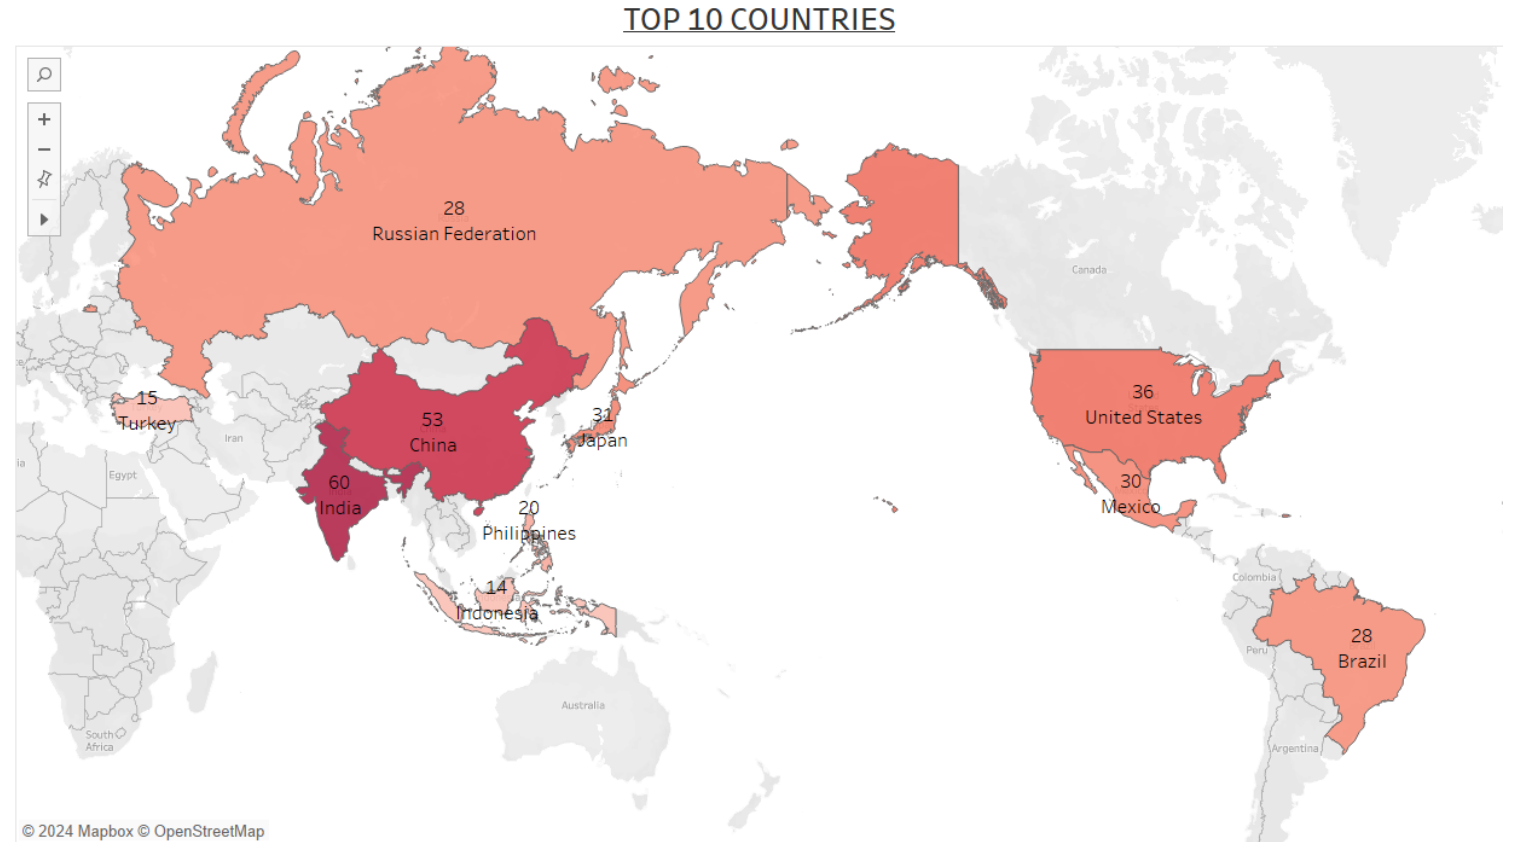 TOP 10 COUNTRIES
28
Russian Federation
Canada
15
Turkey
53
China
31
Japan
36
United States
Iran
Egypt
60
India
30
Mexico
20
Philippines
14
Indonesia
Colombia
28
Brazil
Peru
Australia
South
Africa
Argentina
© 2024 Mapbox © OpenStreetMap